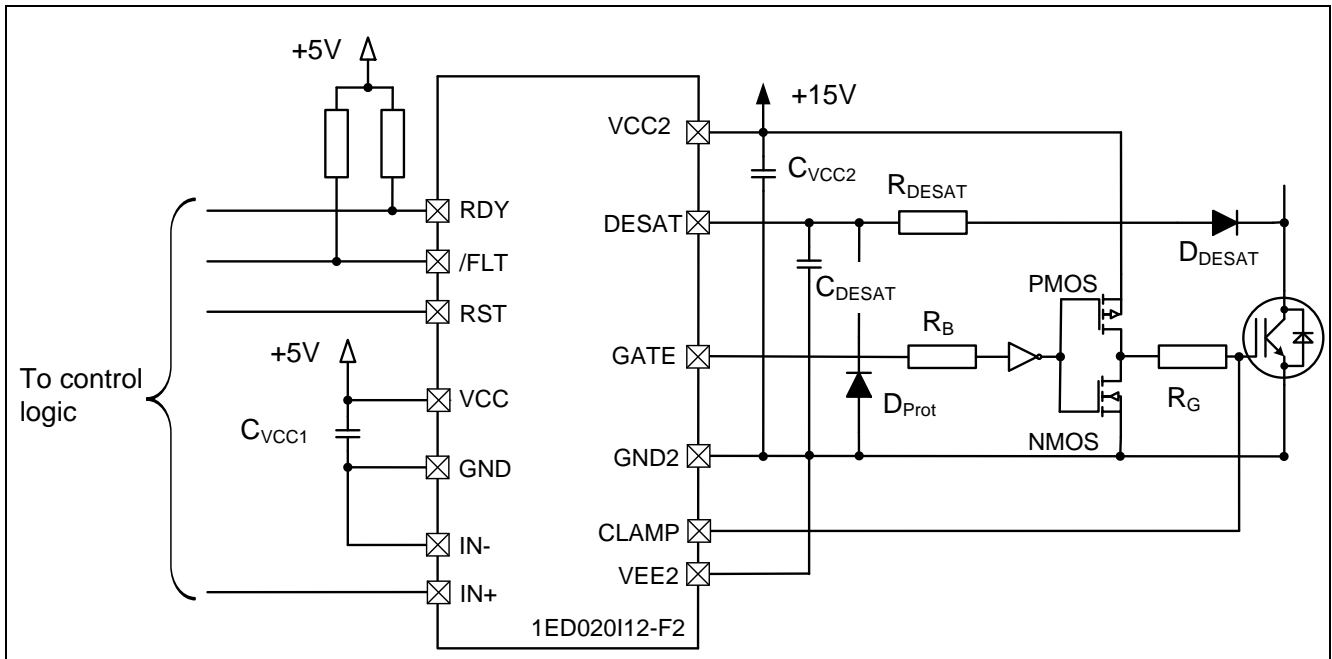 +5V
+15V
VCC2
C_VCC2
R_DESAT
RDY
DESAT
D_DESAT
/FLT
C_DESAT
PMOS
RST
R_B
+5V
GATE
To control
logic
VCC
D_Prot
R_G
C_VCC1
NMOS
GND
GND2
CLAMP
IN-
VEE2
IN+
1ED020I12-F2